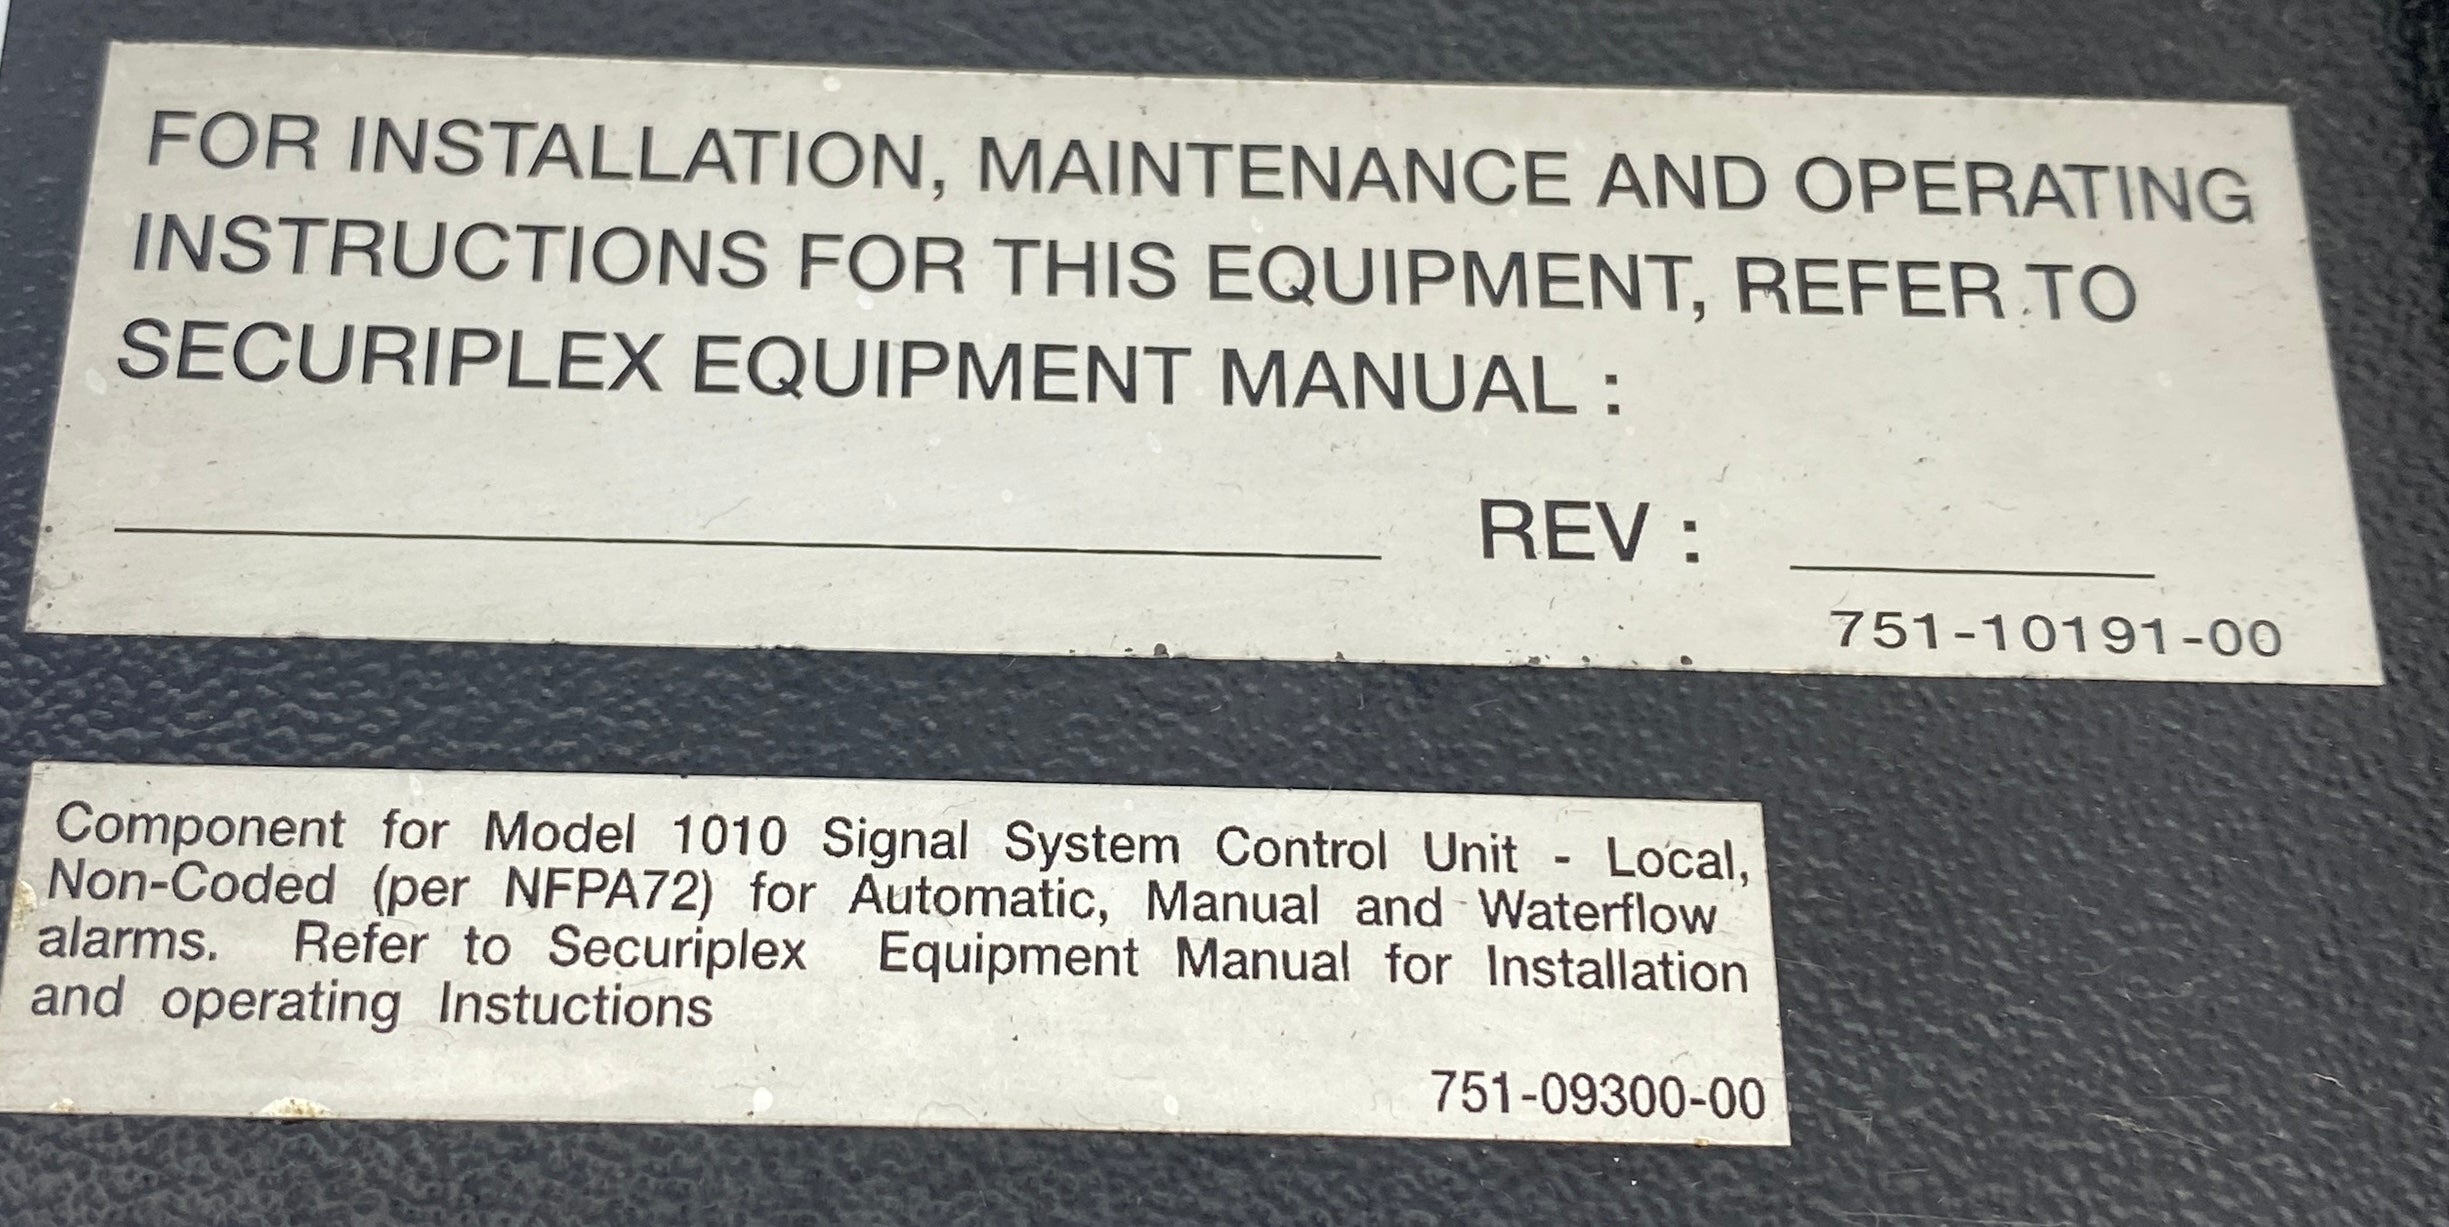 FOR INSTALLATION, MAINTENANCE AND OPERATING
INSTRUCTIONS FOR THIS EQUIPMENT, REFER TO
SECURIPLEX EQUIPMENT MANUAL :
REV :
751-10191-00
Component for Model 1010 Signal System Control Unit - Local,
Non-Coded (per NFPA72) for Automatic, Manual and Waterflow
alarms. Refer to Securiplex Equipment Manual for Installation
and operating Instuctions
751-09300-00